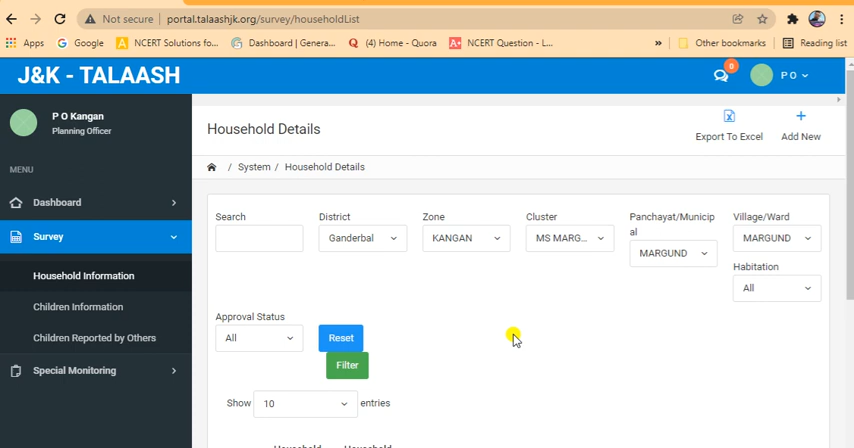 Not secure | portal.talaashjk.org/survey/householdList
Apps Google NCERT Solutions fo... Dashboard | Genera... (4) Home - Quora NCERT Question - L... » Other bookmarks Reading list
J&K - TALAASH
0
P O
P O Kangan
Planning Officer
MENU
Dashboard
Survey
Household Information
Children Information
Children Reported by Others
Special Monitoring
Household Details
Export To Excel
Add New
/ System / Household Details
Search
District
Ganderbal
Zone
KANGAN
Cluster
MS MARG...
Panchayat/Municip
al
MARGUND
Village/Ward
MARGUND
Habitation
All
Approval Status
All
Reset
Filter
Show 10 entries